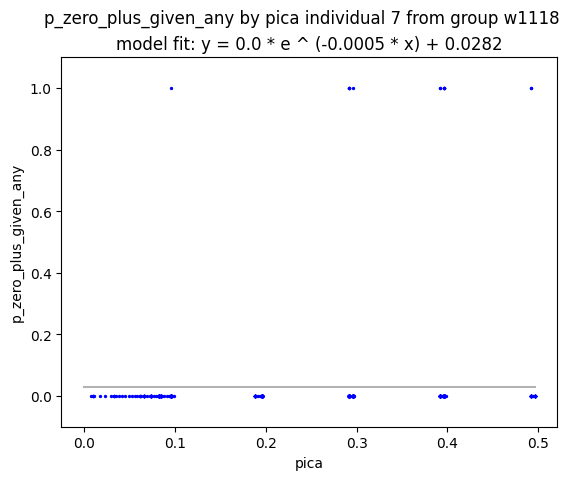 p_zero_plus_given_any by pica individual 7 from group w1118
model fit: y = 0.0 * e ^ (-0.0005 * x) + 0.0282
p_zero_plus_given_any
1.0
0.8
0.6
0.4
0.2
0.0
0.0 0.1 0.2 0.3 0.4 0.5
pica